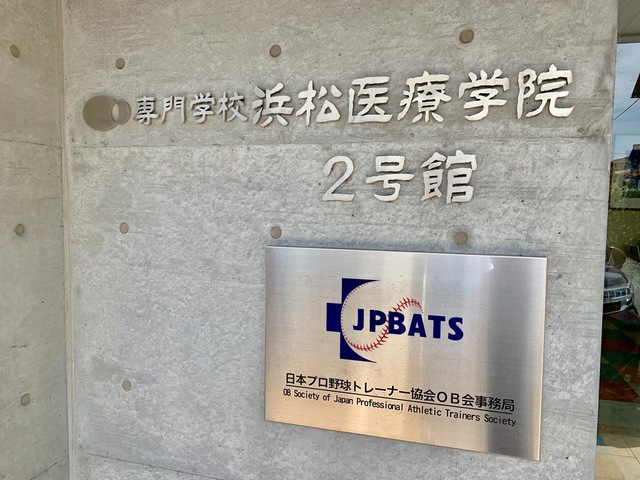 専門学校浜松医療学院
2号館
JPBATS
日本プロ野球トレーナー協会OB会事務局
OB Society of Japan Professional Athletic Trainers Society